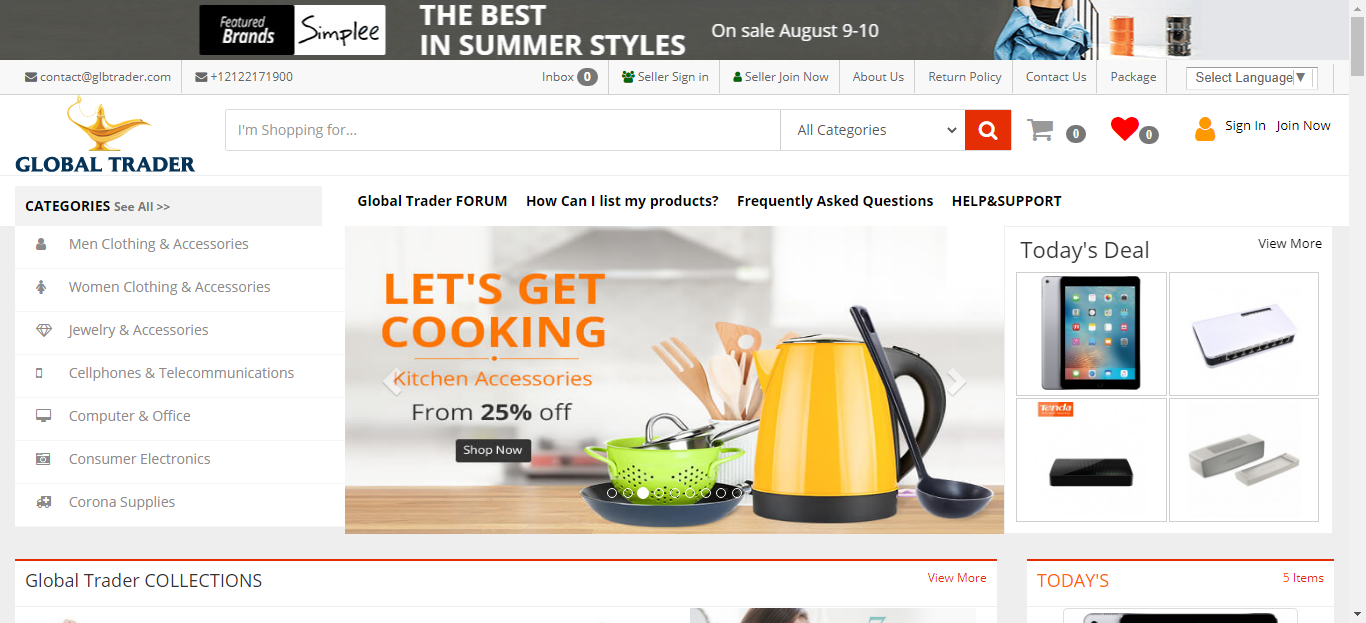 Featured
Brands
Simplee
THE BEST
IN SUMMER STYLES
On sale August 9-10
contact@glbtrader.com
+12122171900
Inbox 0
Seller Sign in
Seller Join Now
About Us
Return Policy
Contact Us
Package
Select Language▼
GLOBAL TRADER
I'm Shopping for...
All Categories
0
0
Sign In
Join Now
CATEGORIES See All >>
Global Trader FORUM
How Can I list my products?
Frequently Asked Questions
HELP&SUPPORT
Men Clothing & Accessories
Women Clothing & Accessories
Jewelry & Accessories
Cellphones & Telecommunications
Computer & Office
Consumer Electronics
Corona Supplies
LET'S GET
COOKING
Kitchen Accessories
From 25% off
Shop Now
Today's Deal
View More
Tenda
Global Trader COLLECTIONS
View More
TODAY'S
5 Items